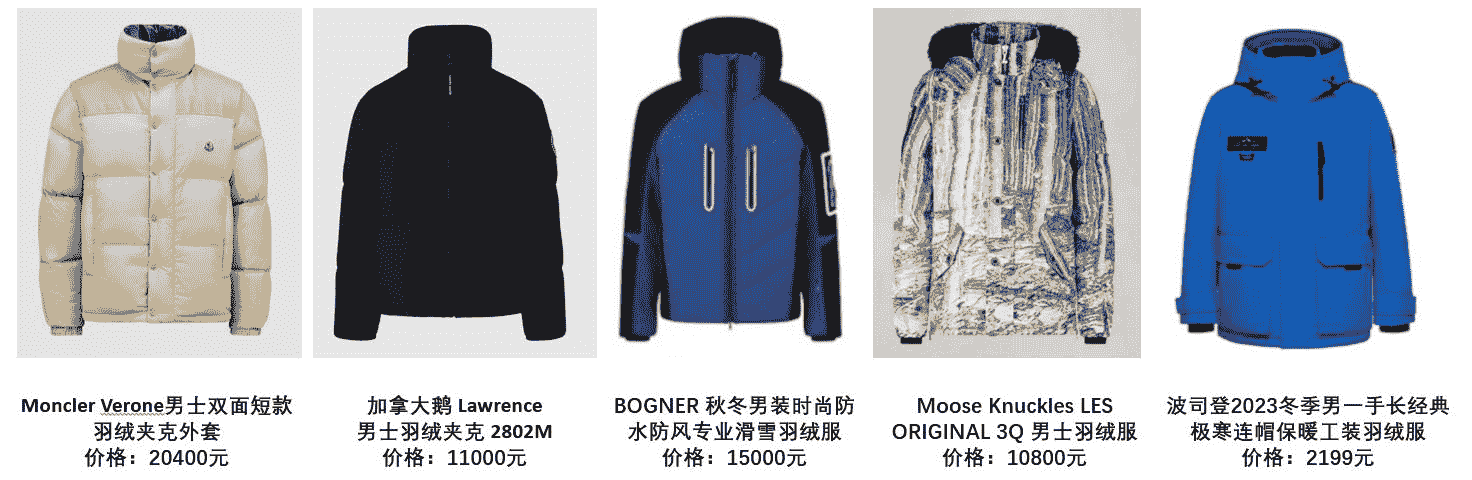 Moncler Verone男士双面短款
羽绒夹克外套
价格：20400元
加拿大鹅 Lawrence
男士羽绒夹克 2802M
价格：11000元
BOGNER 秋冬男装时尚防
水防风专业滑雪羽绒服
价格：15000元
Moose Knuckles LES
ORIGINAL 3Q 男士羽绒服
价格：10800元
波司登2023冬季男一手长经典
极寒连帽保暖工装羽绒服
价格：2199元